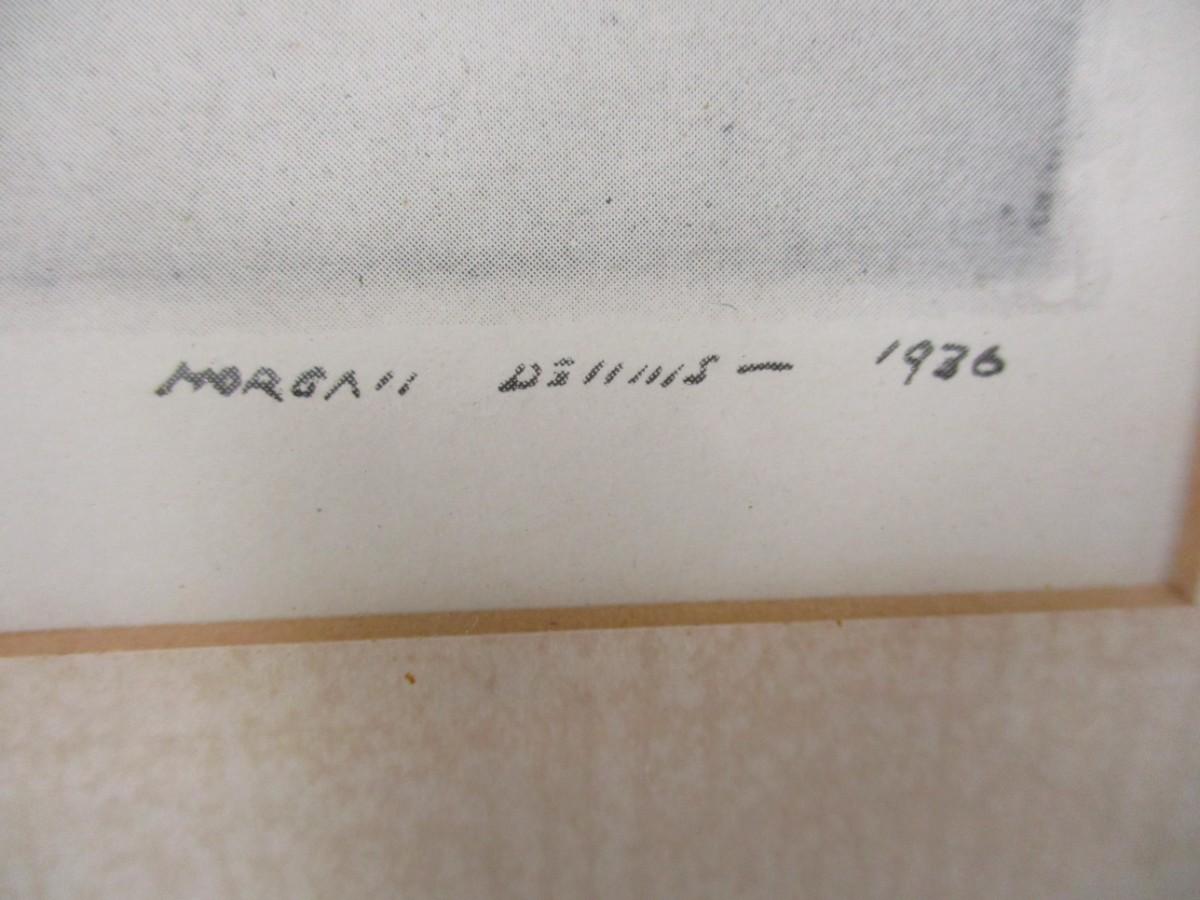 MORGAN DENNIS — 1936